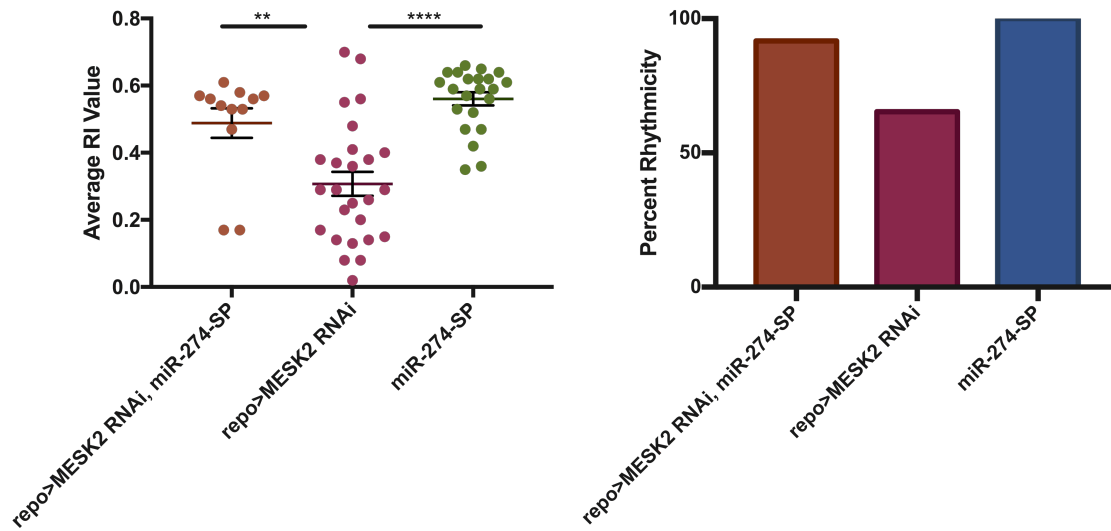 **
****
Average RI Value
0.8
0.6
0.4
0.2
0.0
repo>MESK2 RNAi, miR-274-SP
repo>MESK2 RNAi
miR-274-SP
Percent Rhythmicity
100
50
0
repo>MESK2 RNAi, miR-274-SP
repo>MESK2 RNAi
miR-274-SP